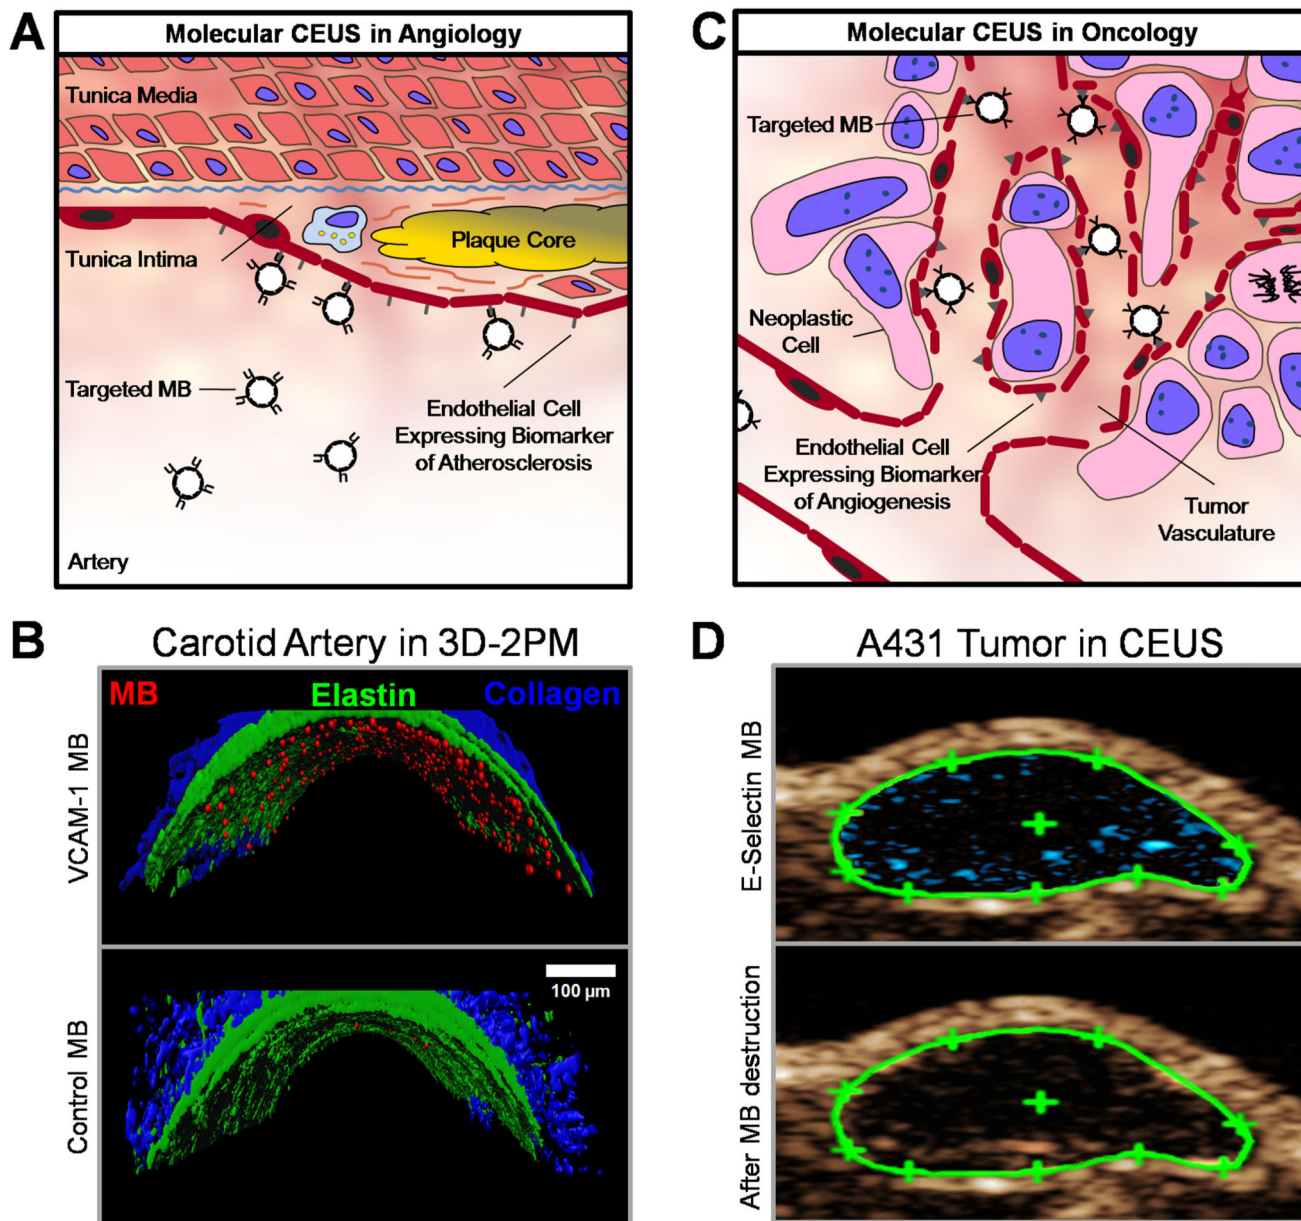 A
Molecular CEUS in Angiology
Tunica Media
Plaque Core
Tunica Intima
Targeted MB
Endothelial Cell
Expressing Biomarker
of Atherosclerosis
Artery
C
Molecular CEUS in Oncology
Targeted MB
Neoplastic
Cell
Endothelial Cell
Expressing Biomarker
of Angiogenesis
Tumor
Vasculature
B
Carotid Artery in 3D-2PM
MB
Elastin
Collagen
VCAM-1 MB
100 µm
Control MB
D
A431 Tumor in CEUS
E-Selectin MB
After MB destruction